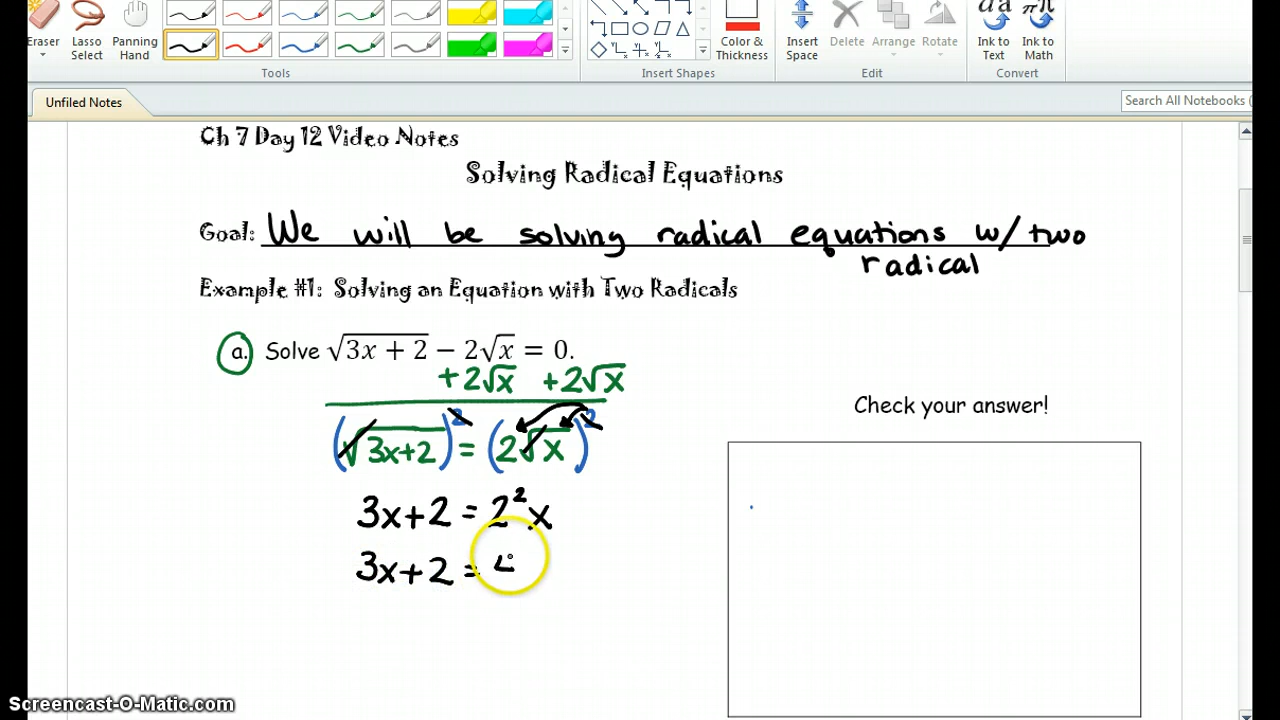 Eraser Lasso Select Panning Hand Color & Thickness Insert Space Delete Arrange Rotate Ink to Text Ink to Math
Tools Insert Shapes Edit Convert
Unfiled Notes Search All Notebooks (
Ch 7 Day 12 Video Notes
Solving Radical Equations
Goal: We will be solving radical equations w/ two
radical
Example #1: Solving an Equation with Two Radicals
a. Solve √(3x + 2) − 2√x = 0.
+2√x +2√x
Check your answer!
(√(3x+2))² = (2√x)²
3x+2 = 2²x
3x+2 =
Screencast-O-Matic.com